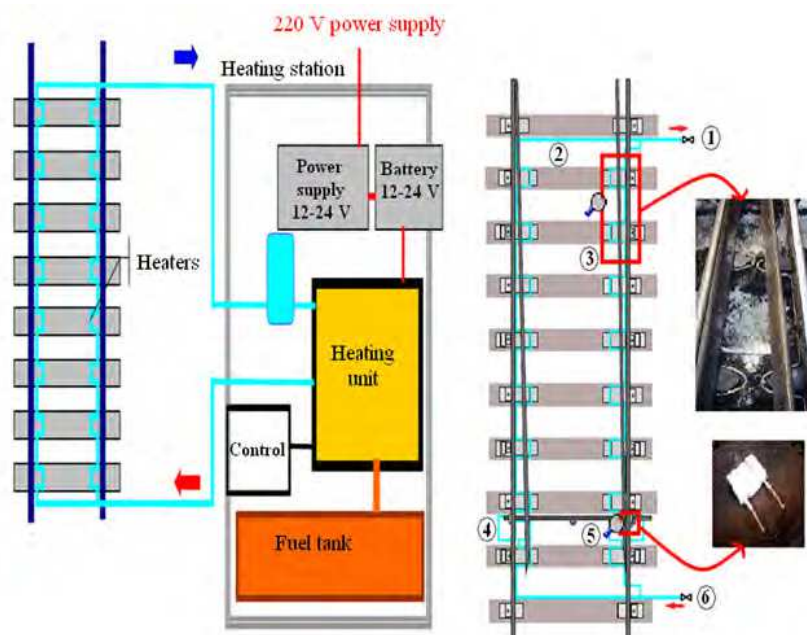 220 V power supply
Heating station
Power
supply
12-24 V
Battery
12-24 V
Heaters
Heating
unit
Control
Fuel tank
1
2
3
4
5
6